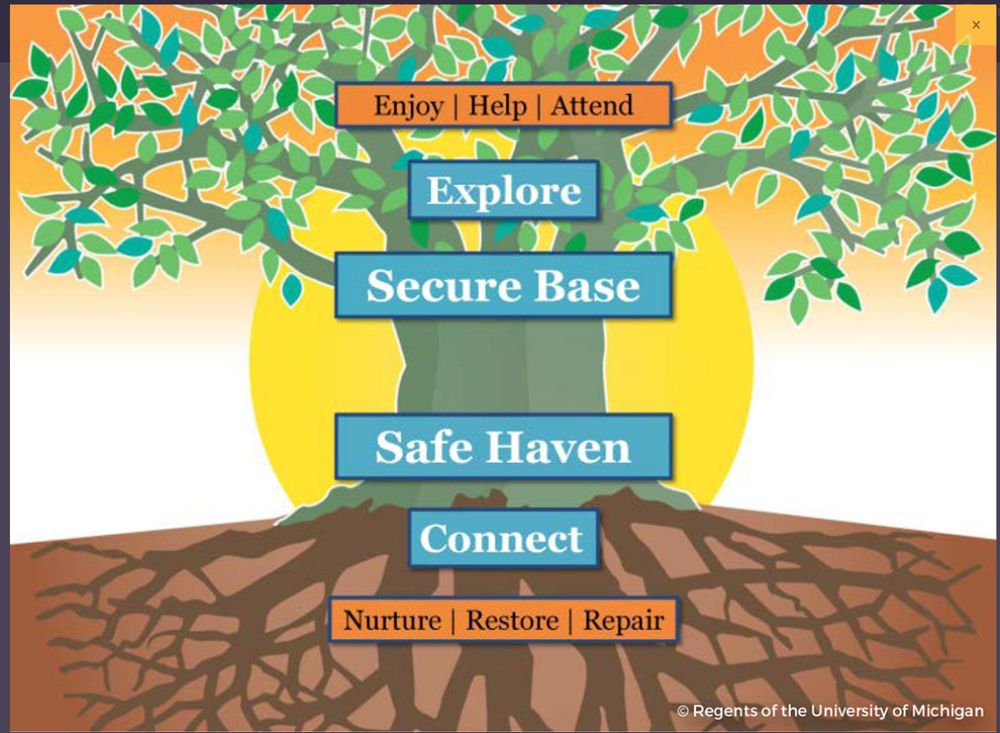 Enjoy | Help | Attend
Explore
Secure Base
Safe Haven
Connect
Nurture | Restore | Repair
© Regents of the University of Michigan